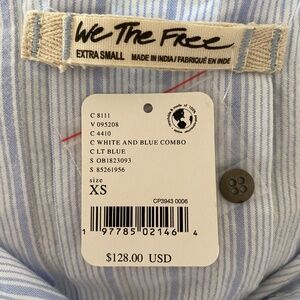 We The Free
EXTRA SMALL MADE IN INDIA / FABRIQUÉ EN INDE
C 8111
V 095208
C 4410
C WHITE AND BLUE COMBO
C LT BLUE
S OB1823093
S 85261956
size
XS
CP3943 0006
1 97785 02146 4
$128.00 USD